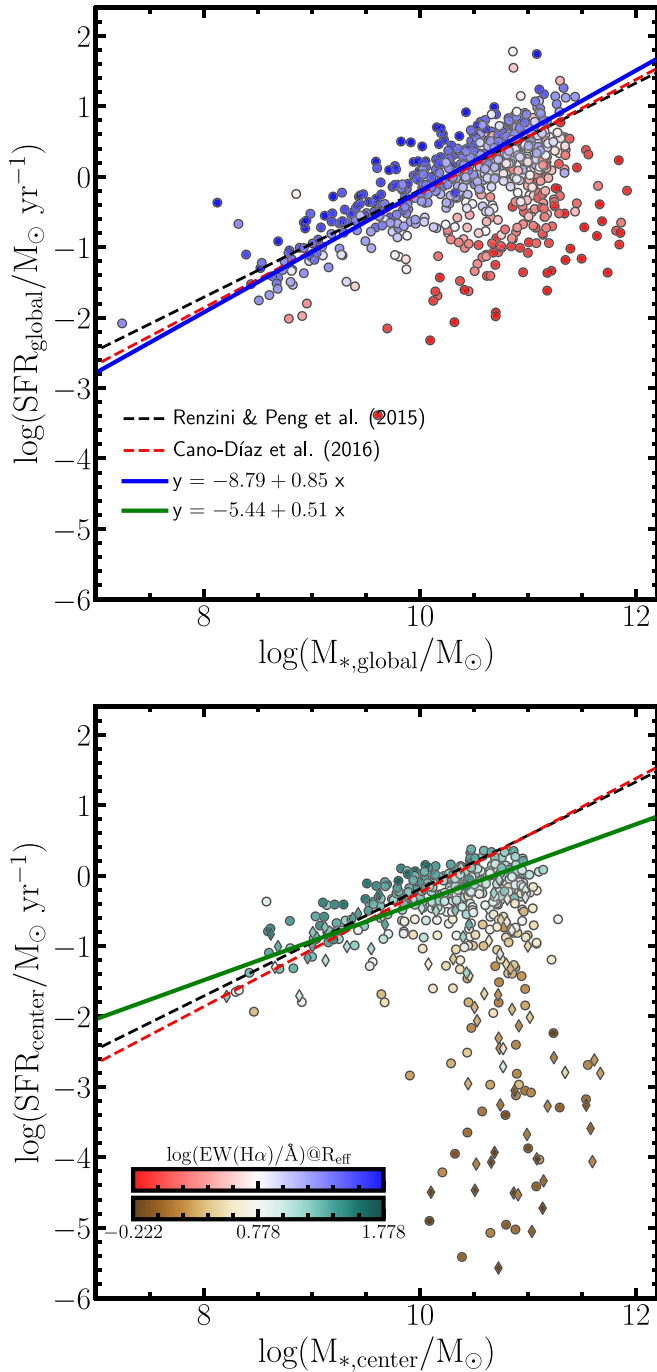 2
1
0
−1
−2
−3
−4
−5
−6
log(SFR_global/M_⊙ yr^−1)
Renzini & Peng et al. (2015)
Cano-Díaz et al. (2016)
y = −8.79 + 0.85 x
y = −5.44 + 0.51 x
8 10 12
log(M_*,global/M_⊙)
2
1
0
−1
−2
−3
−4
−5
−6
log(SFR_center/M_⊙ yr^−1)
log(EW(Hα)/Å)@R_eff
−0.222 0.778 1.778
8 10 12
log(M_*,center/M_⊙)